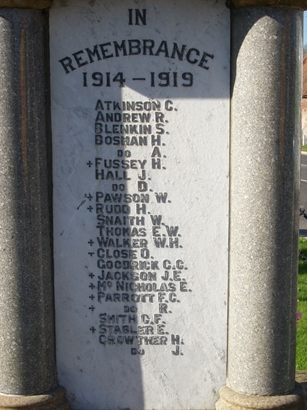 IN
REMEMBRANCE
1914 - 1919
ATKINSON C.
ANDREW R.
BLENKIN S.
BOSMAN H.
DO A.
+ FUSSEY H.
HALL J.
DO D.
+ PAWSON W.
+ RUDD H.
SNAITH W.
THOMAS E.W.
+ WALKER W.H.
+ CLOSE O.
GOODRICK C.C.
+ JACKSON J.E.
+ Mc NICHOLAS E.
+ PARROTT F.C.
+ DO R.
SMITH C.F.
+ STABLER E.
CROWTHER H.
DO J.